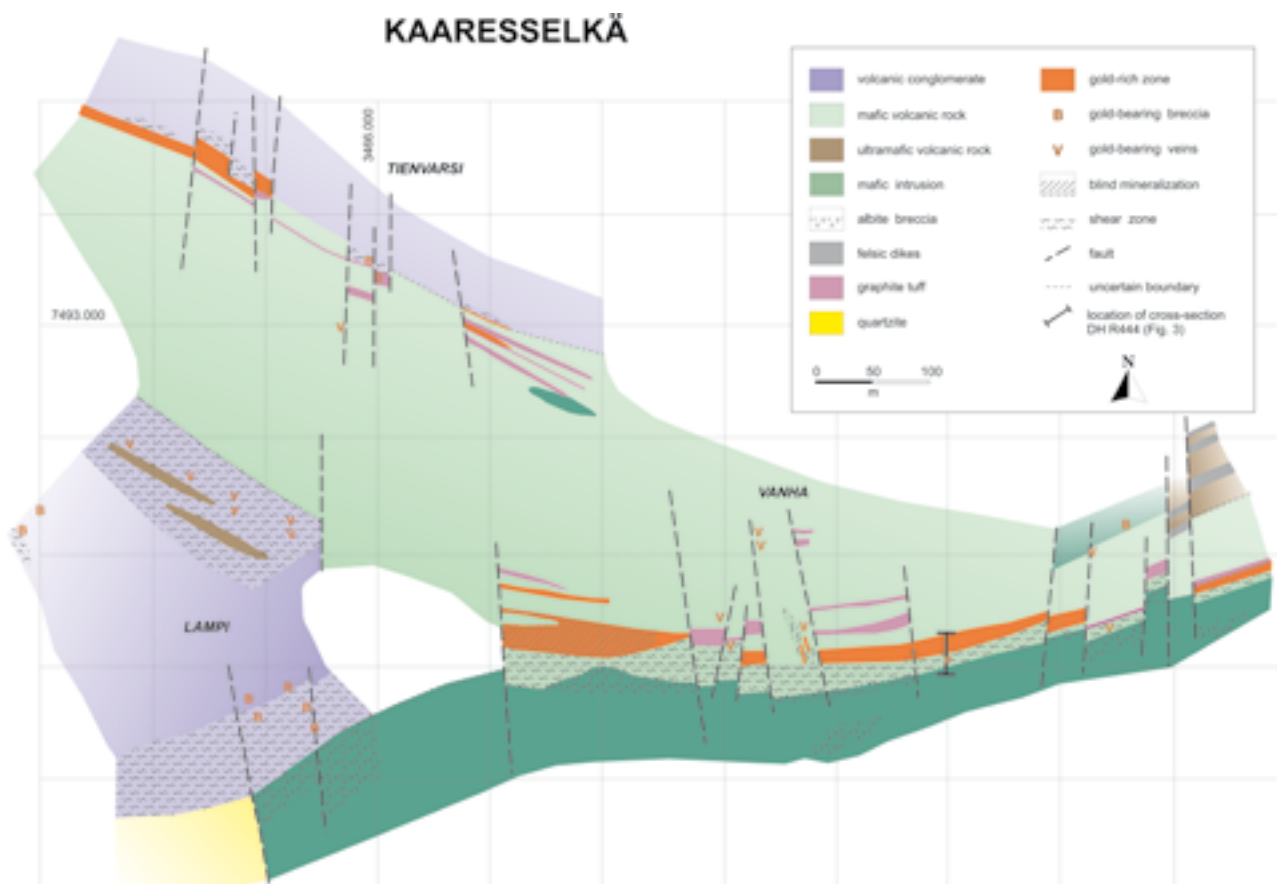 KAARESSELKÄ
volcanic conglomerate
mafic volcanic rock
ultramafic volcanic rock
mafic intrusion
albite breccia
felsic dikes
graphite tuff
quartzite
0 50 100
m
gold-rich zone
B gold-bearing breccia
V gold-bearing veins
blind mineralization
shear zone
fault
uncertain boundary
location of cross-section
DH R444 (Fig. 3)
N
3466.000
TIENVARSI
7493.000
VANHA
LAMPI
B
B
V
V
V
V
V
V
V
B
B
B
B
B
B
V
V
V
V
V
V
B
V
V